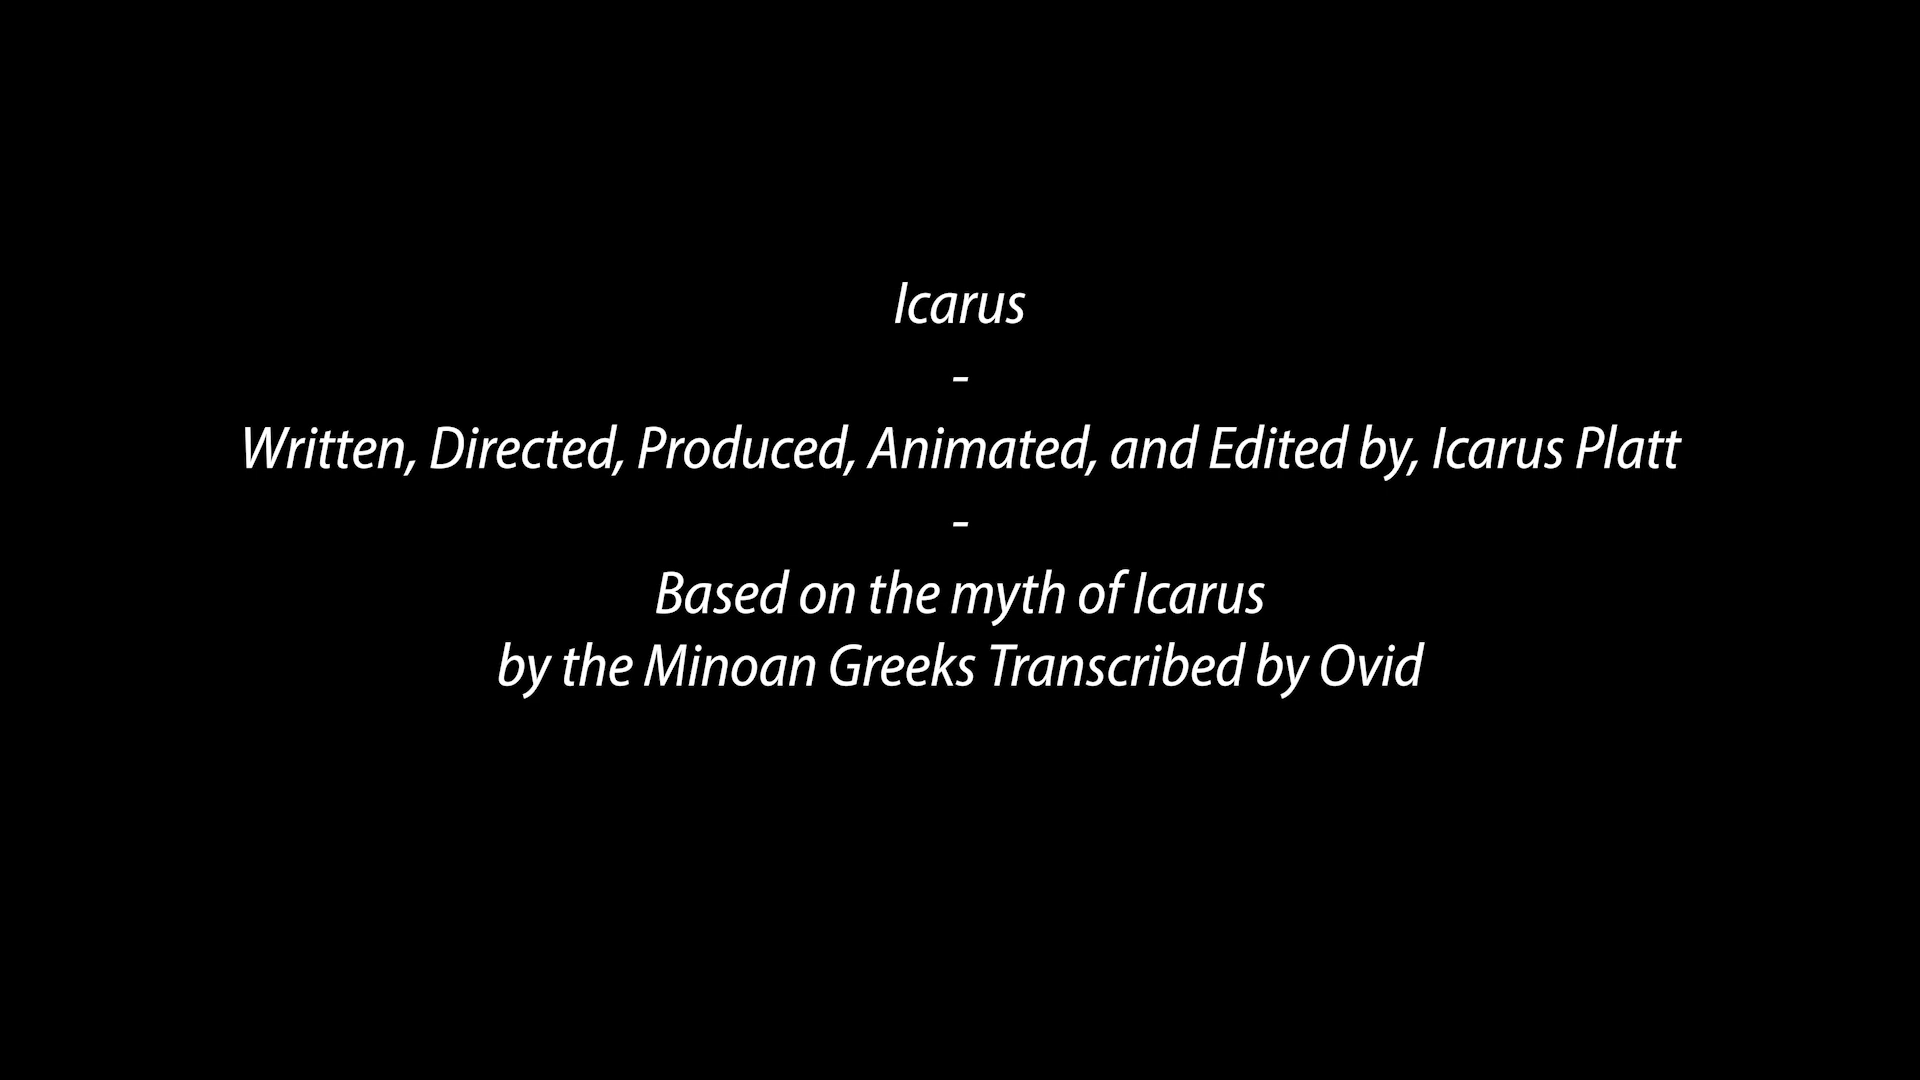 Icarus
-
Written, Directed, Produced, Animated, and Edited by, Icarus Platt
-
Based on the myth of Icarus
by the Minoan Greeks Transcribed by Ovid